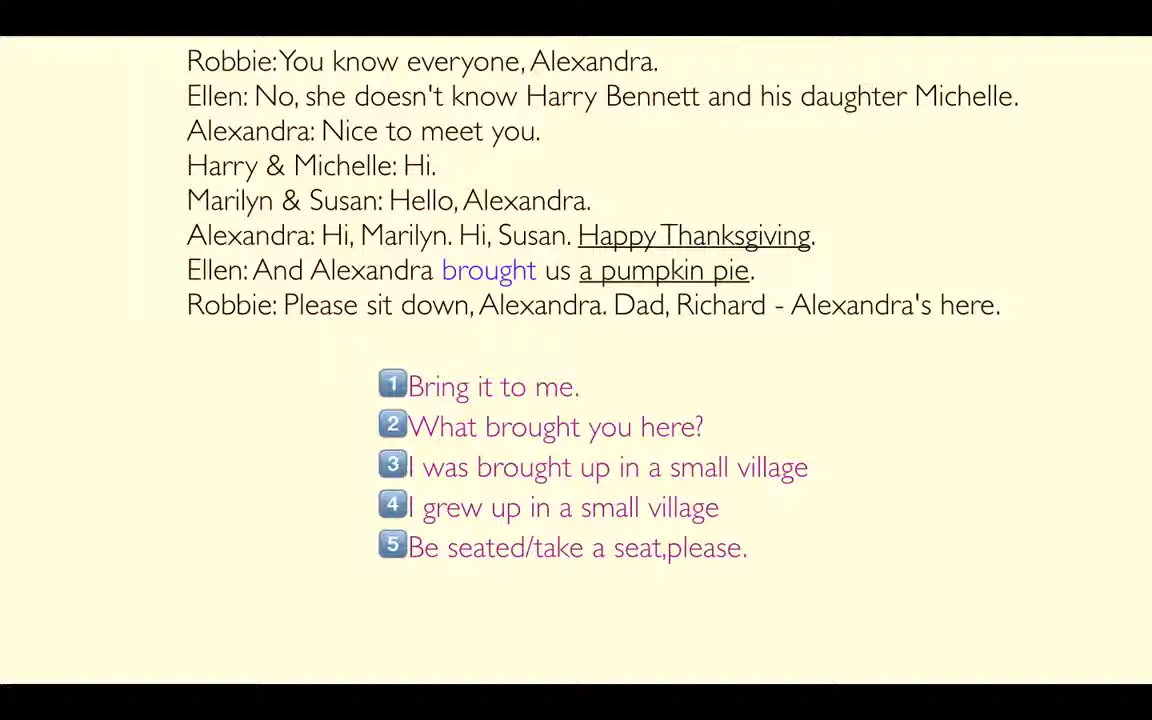 Robbie: You know everyone, Alexandra.
Ellen: No, she doesn't know Harry Bennett and his daughter Michelle.
Alexandra: Nice to meet you.
Harry & Michelle: Hi.
Marilyn & Susan: Hello, Alexandra.
Alexandra: Hi, Marilyn. Hi, Susan. Happy Thanksgiving.
Ellen: And Alexandra brought us a pumpkin pie.
Robbie: Please sit down, Alexandra. Dad, Richard - Alexandra's here.
1 Bring it to me.
2 What brought you here?
3 I was brought up in a small village
4 I grew up in a small village
5 Be seated/take a seat,please.